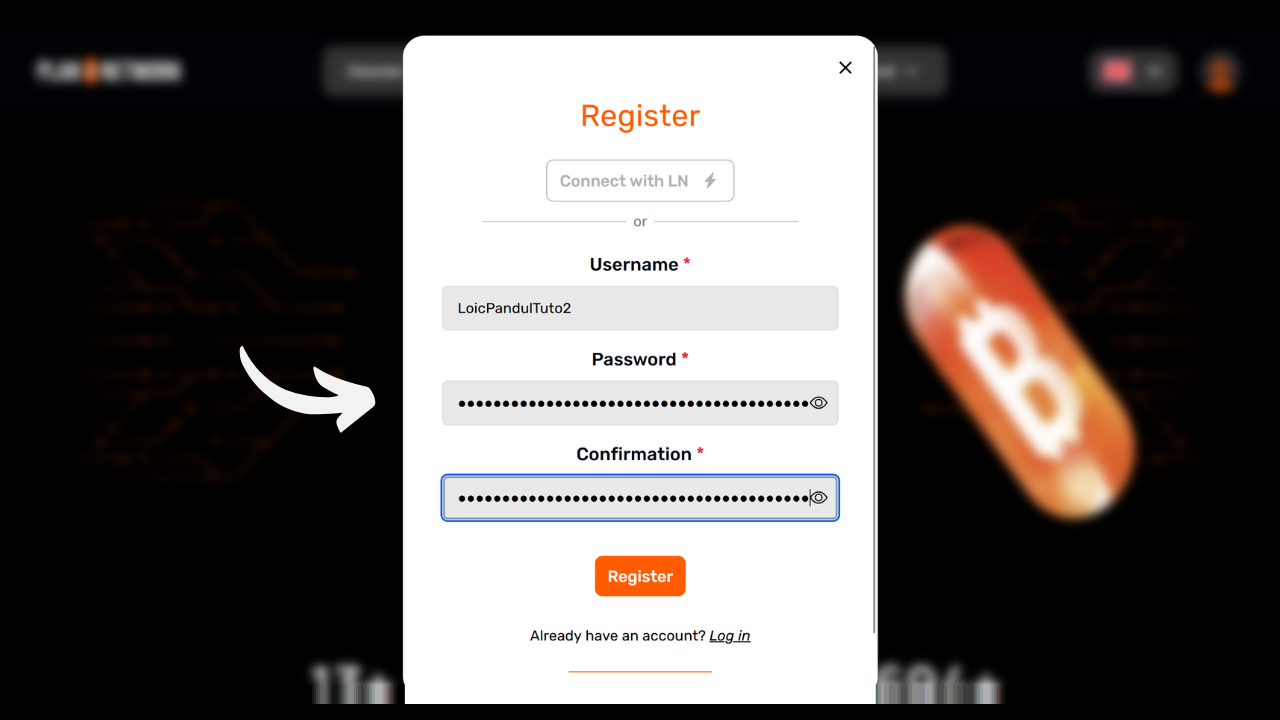 Register
Connect with LN
or
Username *
LoicPandulTuto2
Password *
••••••••••••••••••••••••••••••••••••••••
Confirmation *
••••••••••••••••••••••••••••••••••••••••
Register
Already have an account? Log in